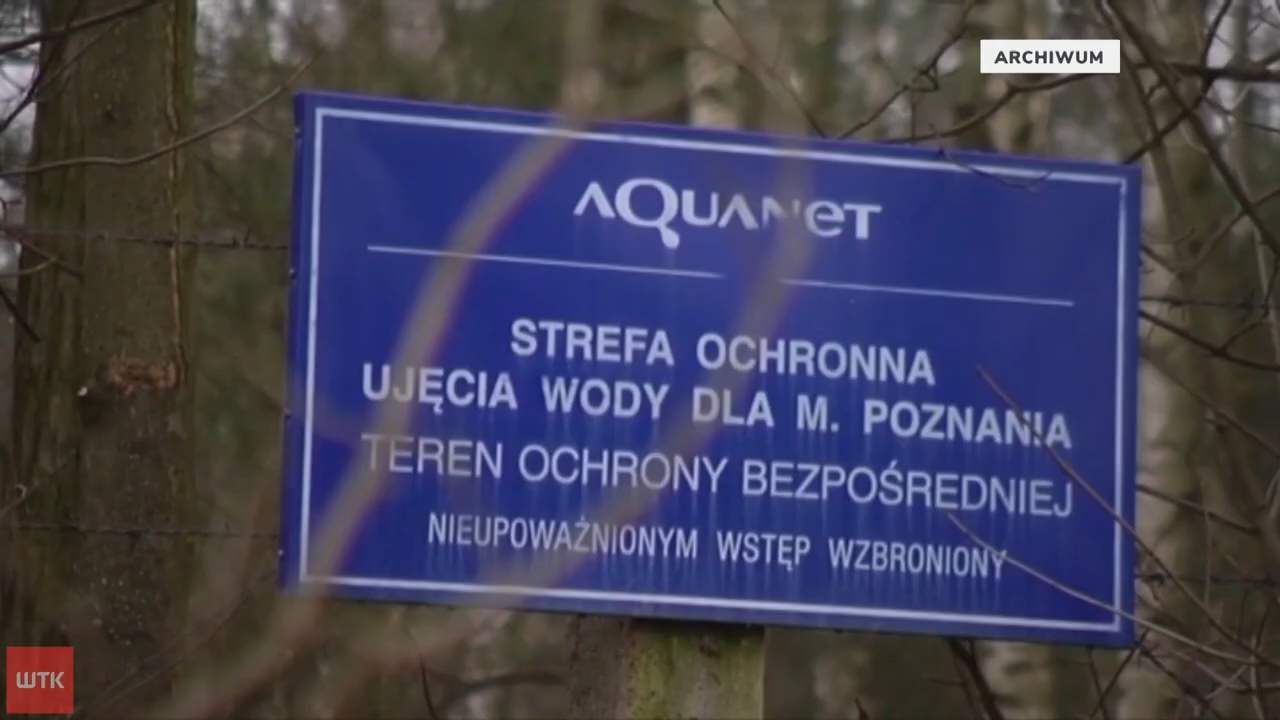 ARCHIWUM
AQUANET
STREFA OCHRONNA
UJĘCIA WODY DLA M. POZNANIA
TEREN OCHRONY BEZPOŚREDNIEJ
NIEUPOWAŻNIONYM WSTĘP WZBRONIONY
WTK